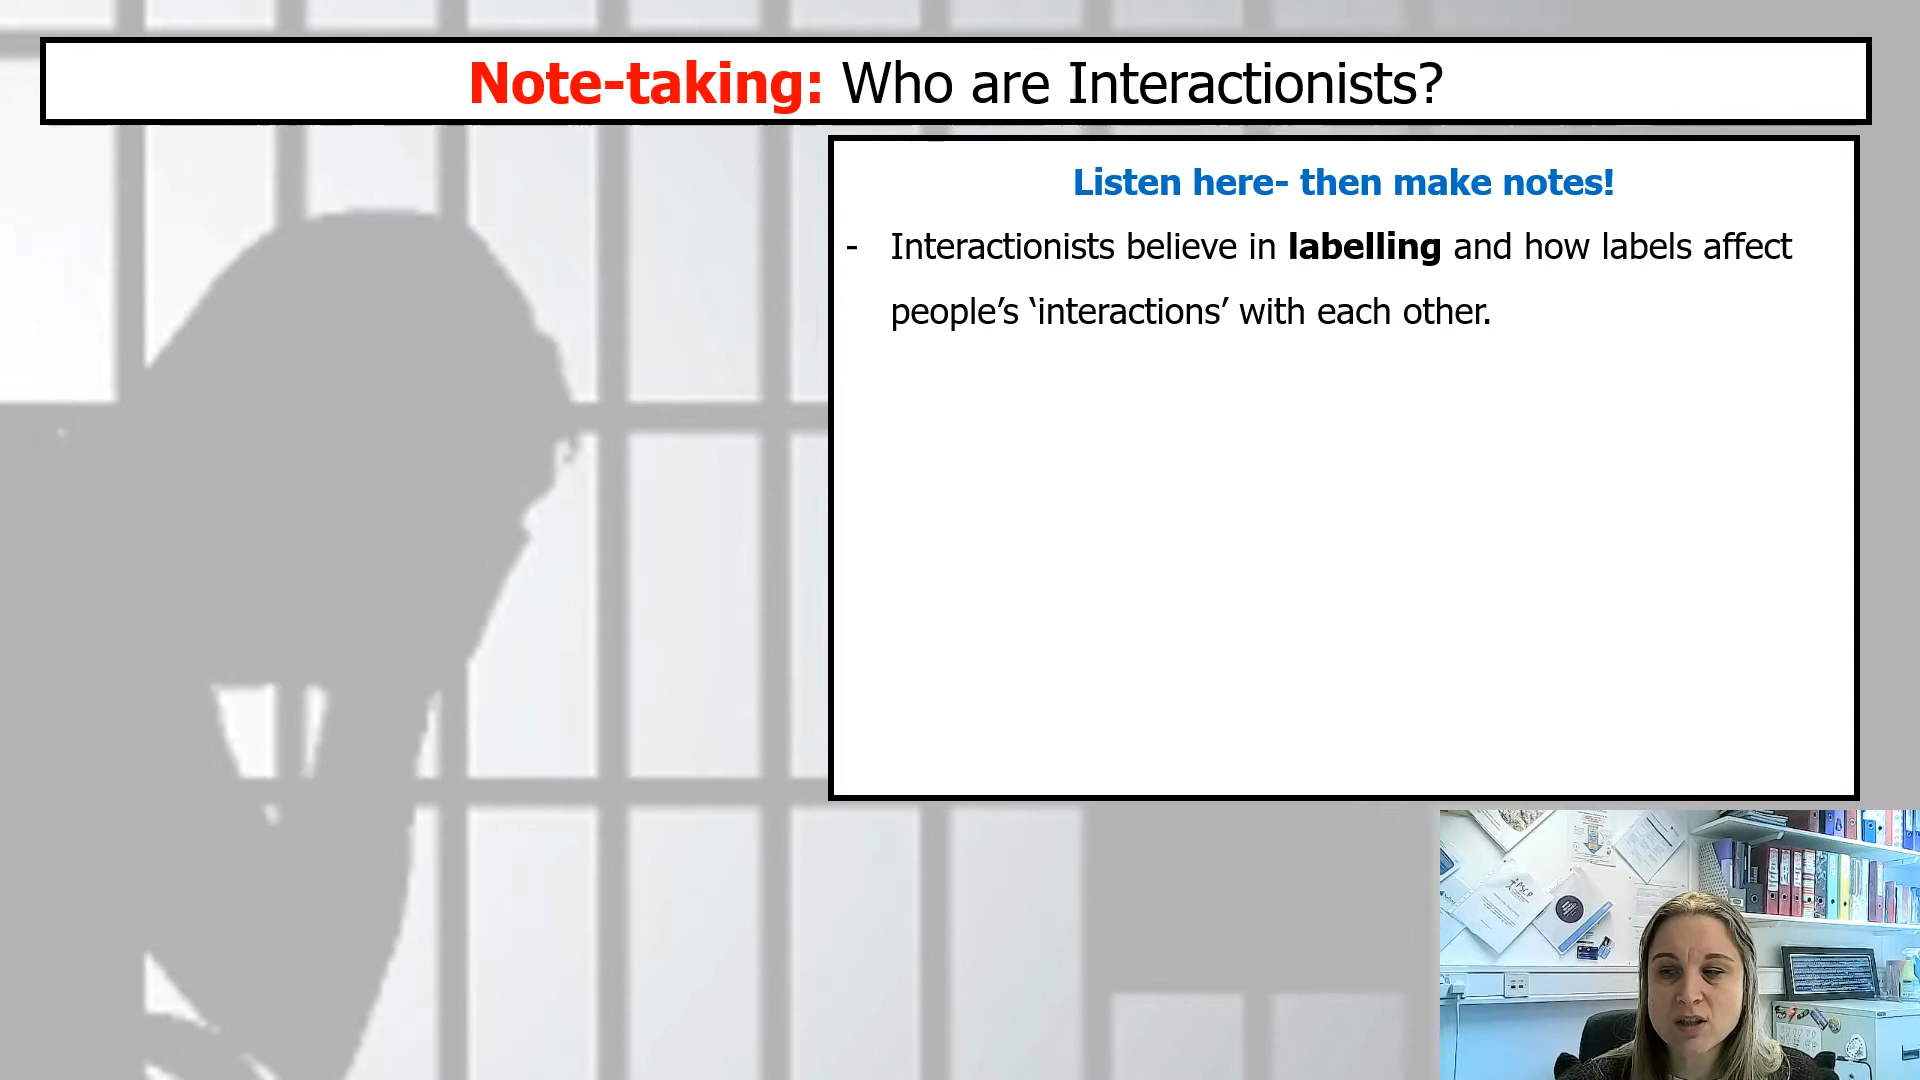 Note-taking: Who are Interactionists?
Listen here- then make notes!
- Interactionists believe in labelling and how labels affect
people’s ‘interactions’ with each other.